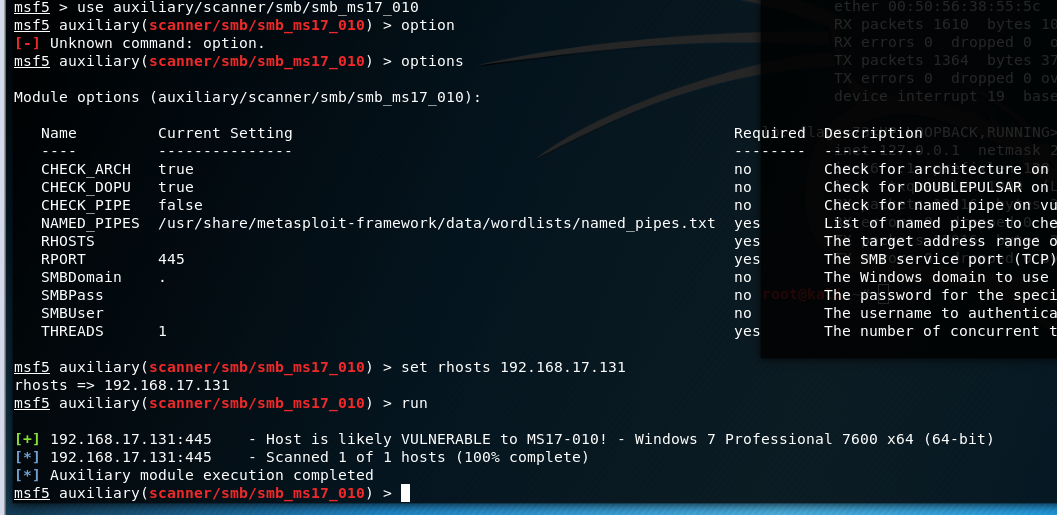 msf5 > use auxiliary/scanner/smb/smb_ms17_010
msf5 auxiliary(scanner/smb/smb_ms17_010) > option
[-] Unknown command: option.
msf5 auxiliary(scanner/smb/smb_ms17_010) > options
Module options (auxiliary/scanner/smb/smb_ms17_010):
Name Current Setting Required Description
---- --------------- -------- -----------
CHECK_ARCH true no Check for architecture on
CHECK_DOPU true no Check for DOUBLEPULSAR on
CHECK_PIPE false no Check for named pipe on vu
NAMED_PIPES /usr/share/metasploit-framework/data/wordlists/named_pipes.txt yes List of named pipes to che
RHOSTS yes The target address range o
RPORT 445 yes The SMB service port (TCP)
SMBDomain . no The Windows domain to use
SMBPass no The password for the speci
SMBUser no The username to authentica
THREADS 1 yes The number of concurrent t
msf5 auxiliary(scanner/smb/smb_ms17_010) > set rhosts 192.168.17.131
rhosts => 192.168.17.131
msf5 auxiliary(scanner/smb/smb_ms17_010) > run
[+] 192.168.17.131:445 - Host is likely VULNERABLE to MS17-010! - Windows 7 Professional 7600 x64 (64-bit)
[*] 192.168.17.131:445 - Scanned 1 of 1 hosts (100% complete)
[*] Auxiliary module execution completed
msf5 auxiliary(scanner/smb/smb_ms17_010) >
ether 00:50:56:38:55:5c
RX packets 1610 bytes 10
RX errors 0 dropped 0 o
TX packets 1364 bytes 37
TX errors 0 dropped 0 ov
device interrupt 19 base